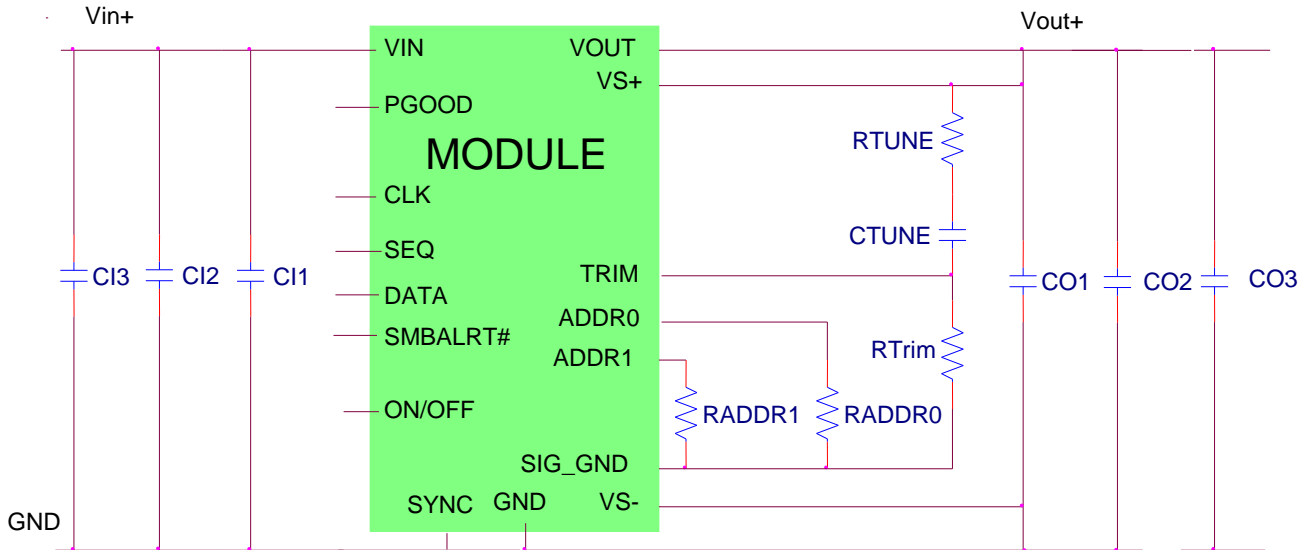 Vin+
Vout+
VIN
VOUT
VS+
PGOOD
RTUNE
MODULE
CLK
CTUNE
SEQ
TRIM
CI3
CI2
CI1
CO1
CO2
CO3
DATA
ADDR0
SMBALRT#
RTrim
ADDR1
ON/OFF
RADDR1
RADDR0
SIG_GND
SYNC
GND
VS-
GND